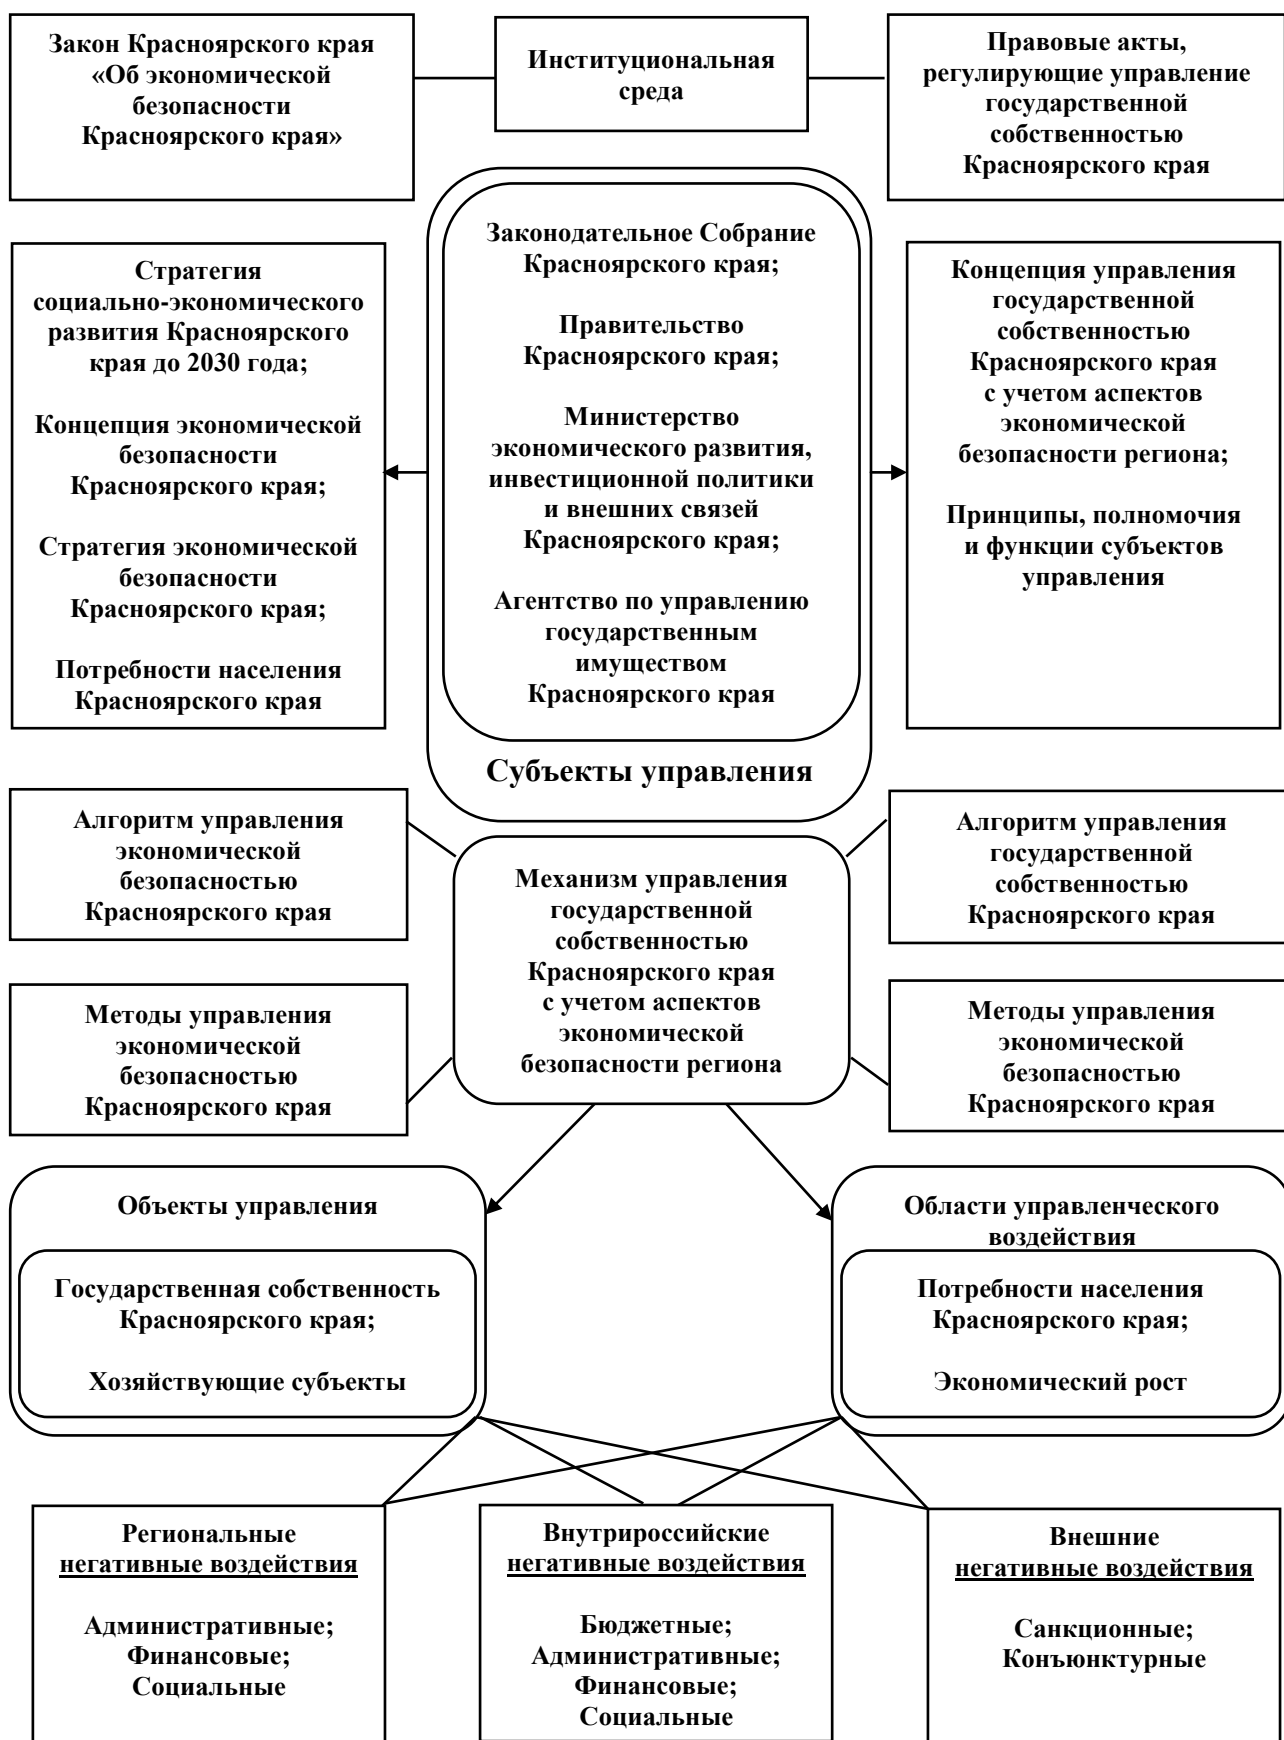 Закон Красноярского края
«Об экономической
безопасности
Красноярского края»
Институциональная
среда
Правовые акты,
регулирующие управление
государственной
собственностью
Красноярского края
Стратегия
социально-экономического
развития Красноярского
края до 2030 года;
Концепция экономической
безопасности
Красноярского края;
Стратегия экономической
безопасности
Красноярского края;
Потребности населения
Красноярского края
Законодательное Собрание
Красноярского края;
Правительство
Красноярского края;
Министерство
экономического развития,
инвестиционной политики
и внешних связей
Красноярского края;
Агентство по управлению
государственным
имуществом
Красноярского края
Субъекты управления
Концепция управления
государственной
собственностью
Красноярского края
с учетом аспектов
экономической
безопасности региона;
Принципы, полномочия
и функции субъектов
управления
Алгоритм управления
экономической
безопасностью
Красноярского края
Механизм управления
государственной
собственностью
Красноярского края
с учетом аспектов
экономической
безопасности региона
Алгоритм управления
государственной
собственностью
Красноярского края
Методы управления
экономической
безопасностью
Красноярского края
Методы управления
экономической
безопасностью
Красноярского края
Объекты управления
Государственная собственность
Красноярского края;
Хозяйствующие субъекты
Области управленческого
воздействия
Потребности населения
Красноярского края;
Экономический рост
Региональные
негативные воздействия
Административные;
Финансовые;
Социальные
Внутрироссийские
негативные воздействия
Бюджетные;
Административные;
Финансовые;
Социальные
Внешние
негативные воздействия
Санкционные;
Конъюнктурные